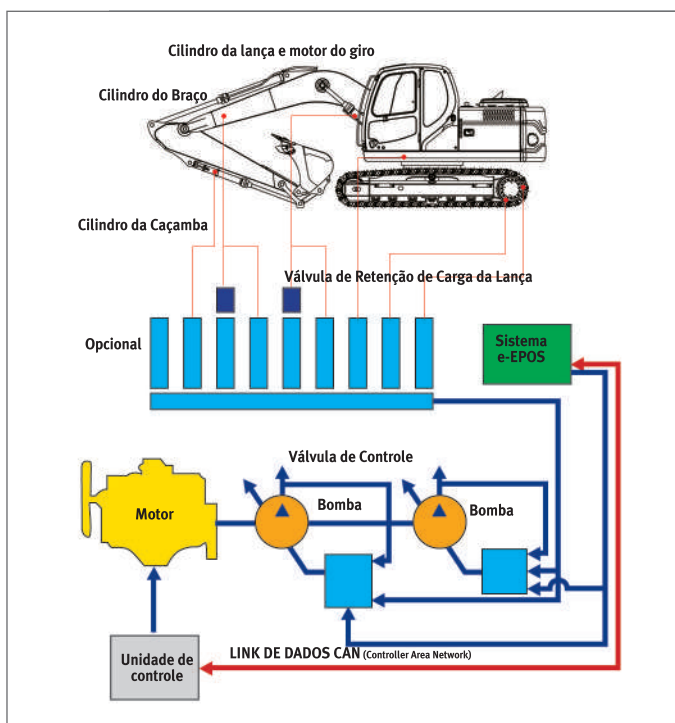 Cilindro da lança e motor do giro
Cilindro do Braço
Cilindro da Caçamba
Válvula de Retenção de Carga da Lança
Opcional
Sistema
e-EPOS
Válvula de Controle
Bomba
Bomba
Motor
Unidade de
controle
LINK DE DADOS CAN (Controller Area Network)